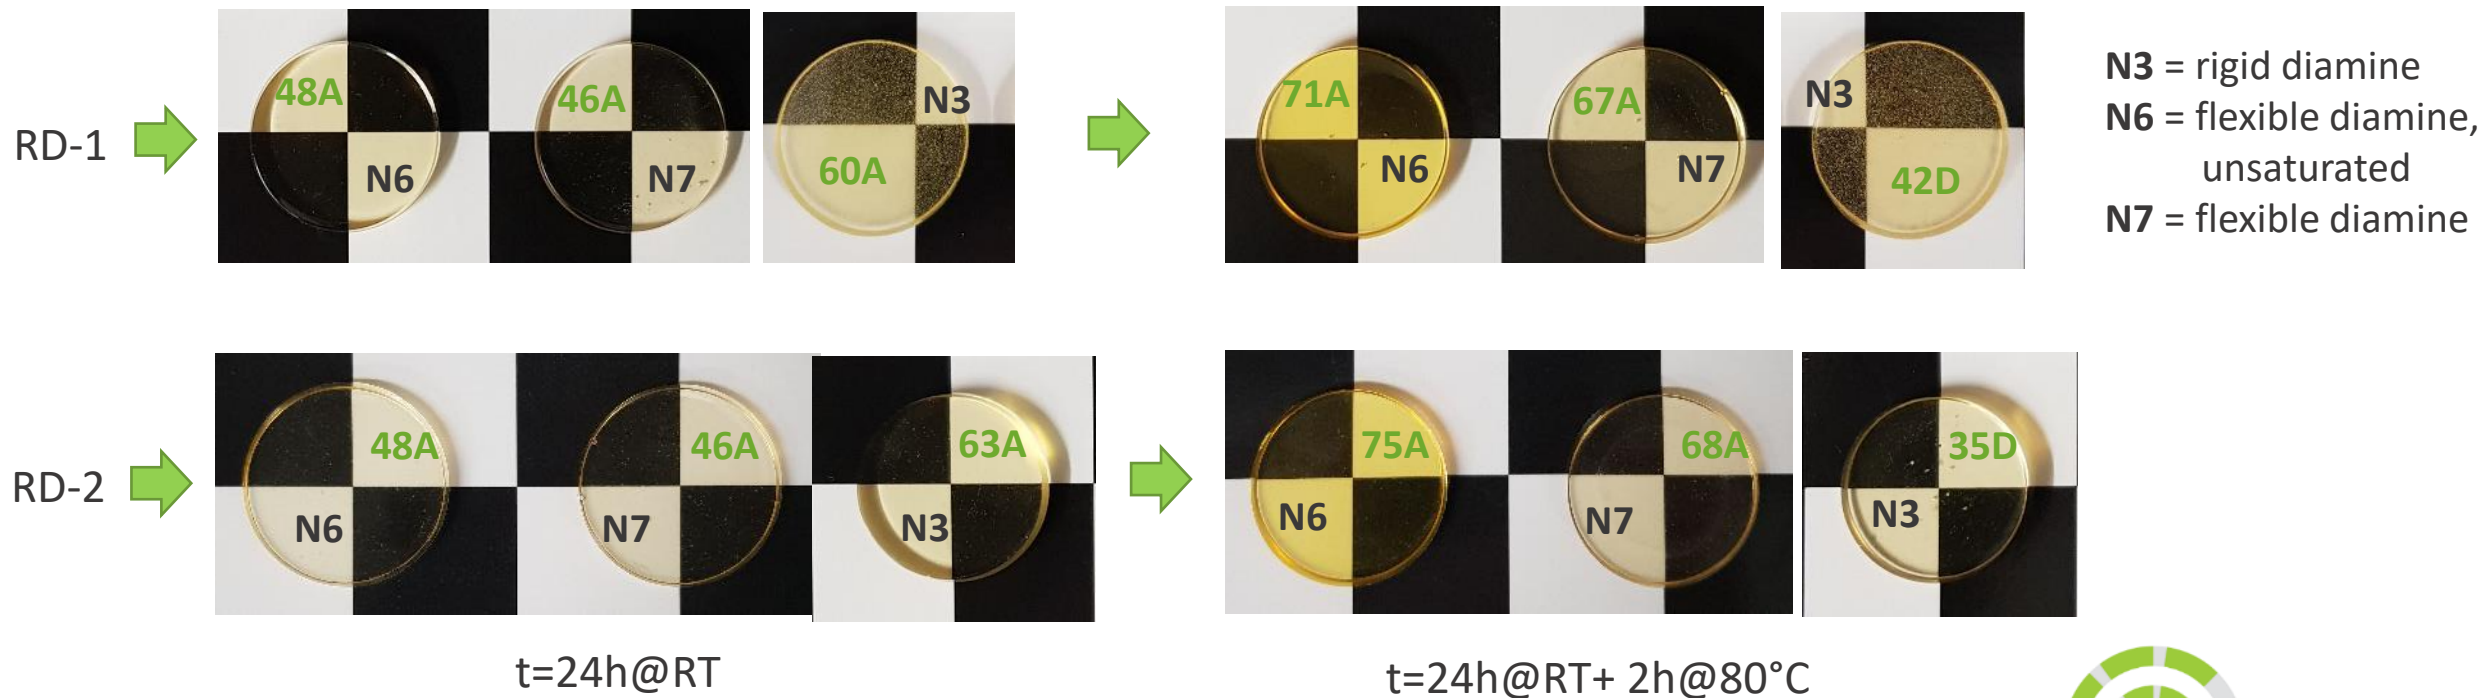 RD-1
48A
N6
46A
N7
N3
60A
71A
N6
67A
N7
N3
42D
N3 = rigid diamine
N6 = flexible diamine,
unsaturated
N7 = flexible diamine
RD-2
48A
N6
46A
N7
63A
N3
75A
N6
68A
N7
35D
N3
t=24h@RT
t=24h@RT+ 2h@80°C